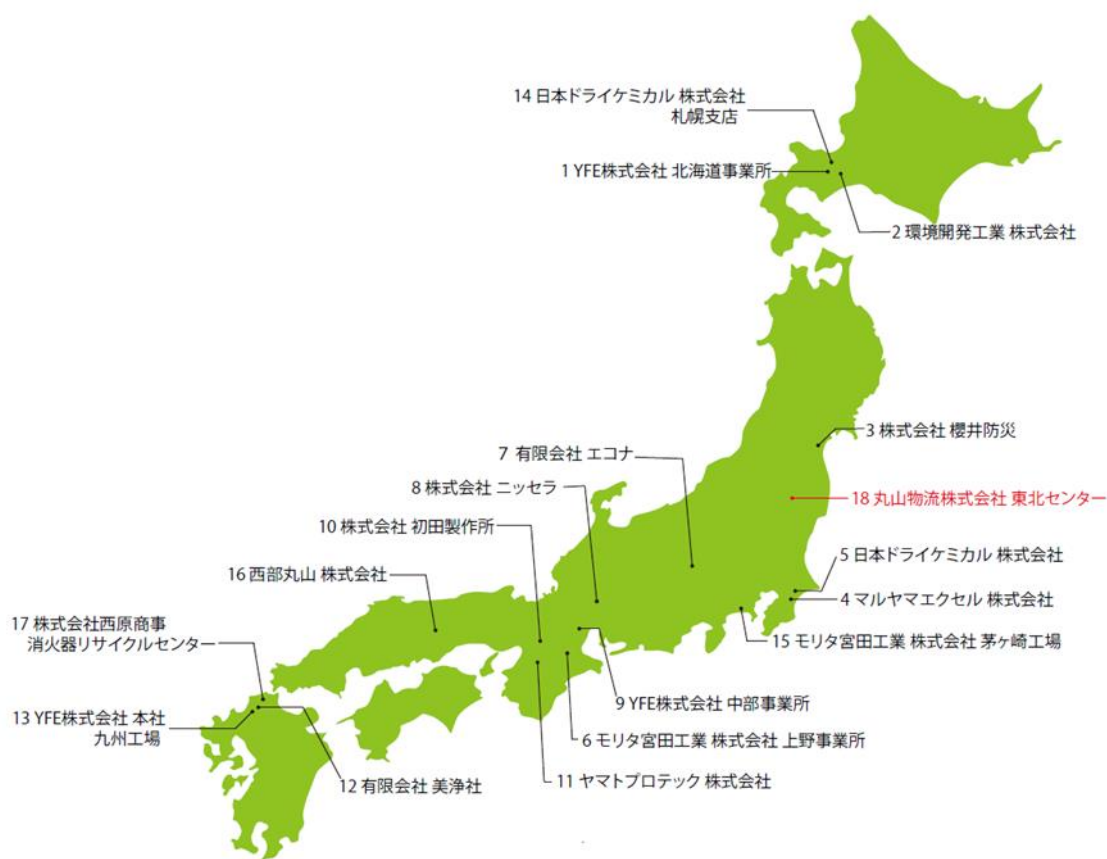 14 日本ドライケミカル 株式会社
札幌支店
1 YFE株式会社 北海道事業所
2 環境開発工業 株式会社
3 株式会社 櫻井防災
7 有限会社 エコナ
8 株式会社 ニッセラ
18 丸山物流株式会社 東北センター
10 株式会社 初田製作所
5 日本ドライケミカル 株式会社
16 西部丸山 株式会社
4 マルヤマエクセル 株式会社
17 株式会社西原商事
消火器リサイクルセンター
15 モリタ宮田工業 株式会社 茅ヶ崎工場
9 YFE株式会社 中部事業所
13 YFE株式会社 本社
九州工場
6 モリタ宮田工業 株式会社 上野事業所
12 有限会社 美浄社
11 ヤマトプロテック 株式会社